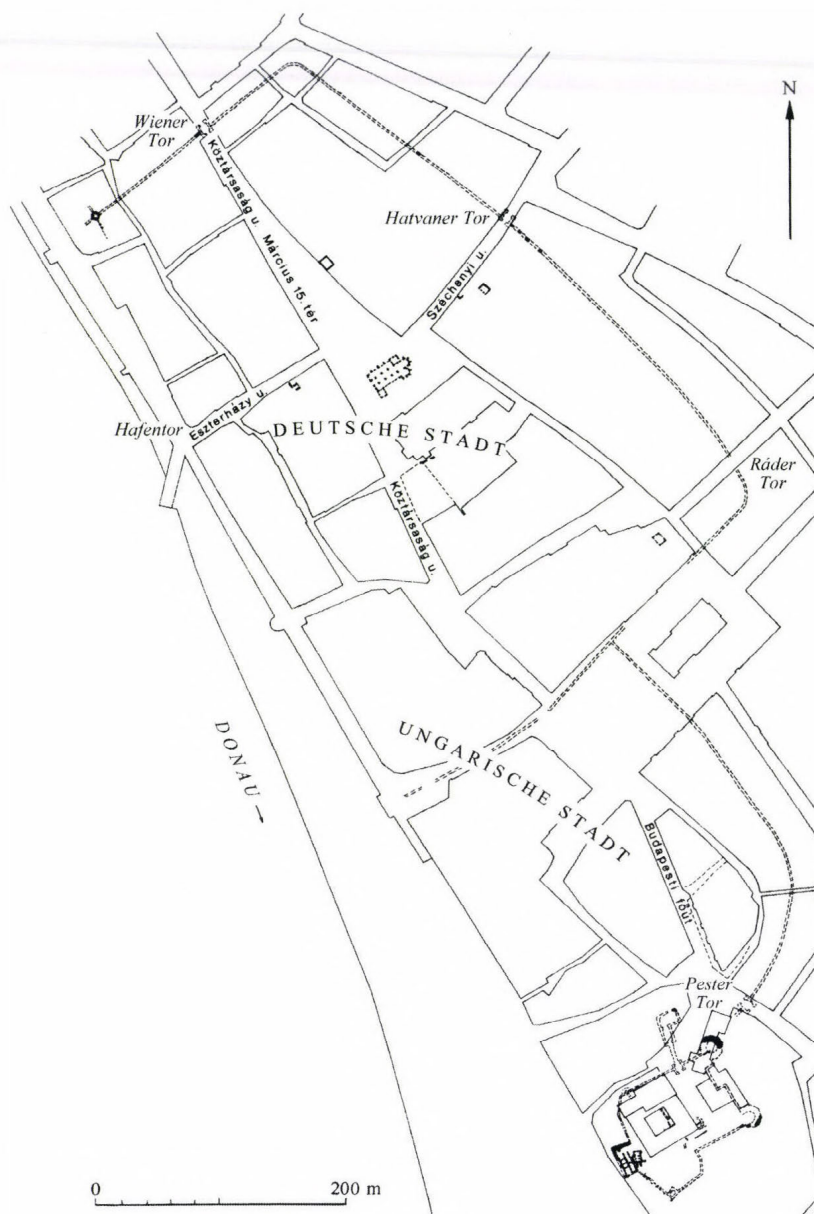 N
Wiener
Tor
Köztársaság u. Március 15. tér
Hatvaner Tor
Széchenyi u.
Hafentor
Eszterházy u.
DEUTSCHE STADT
Ráder
Tor
Köztársaság u.
DONAU →
UNGARISCHE STADT
Budapesti főút
Pester
Tor
0 200 m